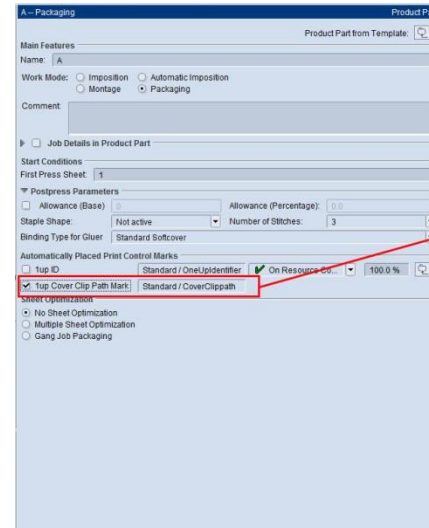 A -- Packaging Product Pa
Product Part from Template:
Main Features
Name: A
Work Mode: Imposition Automatic Imposition
Montage Packaging
Comment
Job Details in Product Part
Start Conditions
First Press Sheet: 1
Postpress Parameters
Allowance (Base) 0 Allowance (Percentage): 0.0
Staple Shape: Not active Number of Stitches: 3
Binding Type for Gluer Standard Softcover
Automatically Placed Print Control Marks
1up ID Standard / OneUpIdentifier On Resource Co... 100.0 %
1up Cover Clip Path Mark Standard / CoverClippath
Sheet Optimization
No Sheet Optimization
Multiple Sheet Optimization
Gang Job Packaging